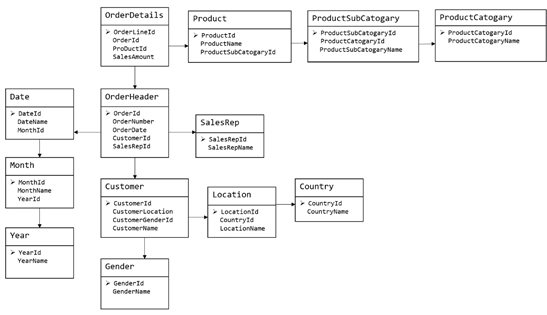 OrderDetails
➢ OrderLineId
OrderId
ProDuctId
SalesAmount
Product
➢ ProductId
ProductName
ProductSubCatogaryId
ProductSubCatogary
➢ ProductSubCatogaryId
ProductCatogaryId
ProductSubCatogaryName
ProductCatogary
➢ ProductCatogaryId
ProductCatogaryName
Date
➢ DateId
DateName
MonthId
OrderHeader
➢ OrderId
OrderNumber
OrderDate
CustomerId
SalesRepId
SalesRep
➢ SalesRepId
SalesRepName
Month
➢ MonthId
MonthName
YearId
Customer
➢ CustomerId
CustomerLocation
CustomerGenderId
CustomerName
Location
➢ LocationId
CountryId
LocationName
Country
➢ CountryId
CountryName
Year
➢ YearId
YearName
Gender
➢ GenderId
GenderName